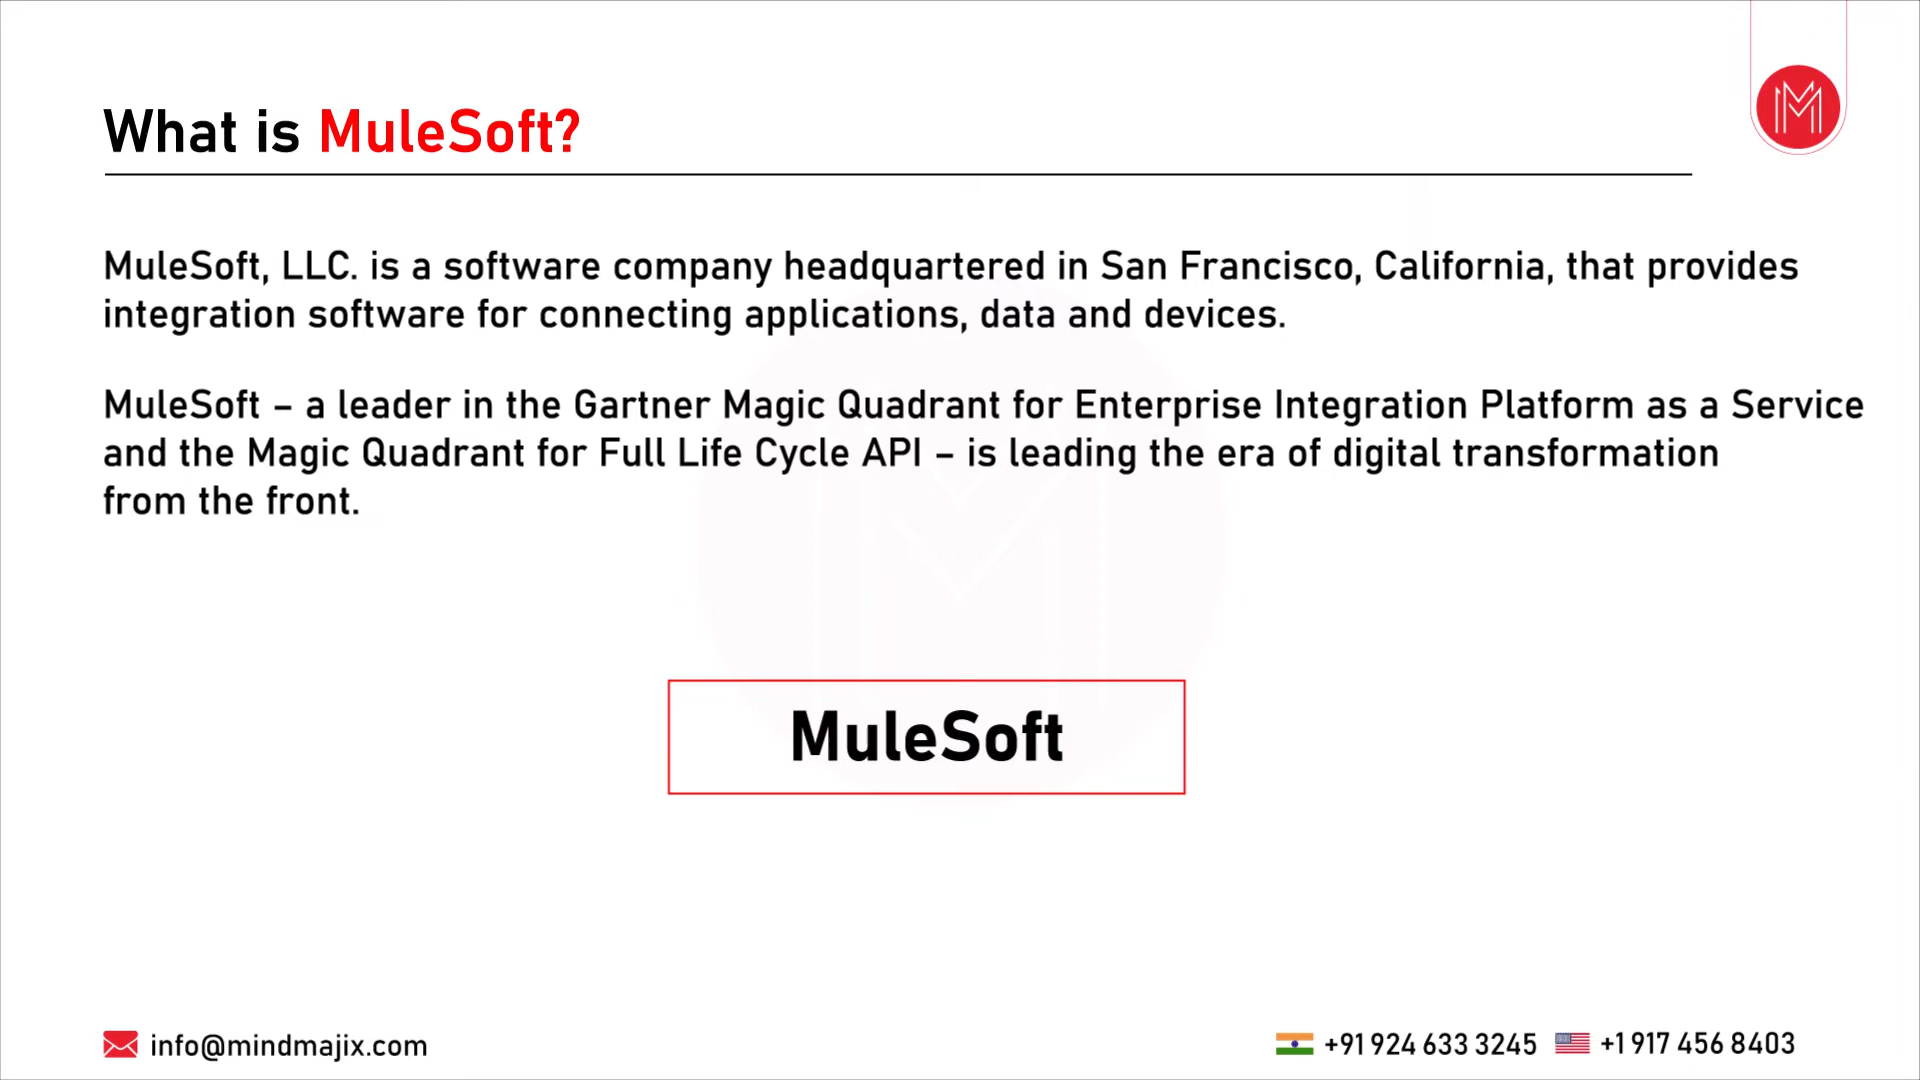 What is MuleSoft?
MuleSoft, LLC. is a software company headquartered in San Francisco, California, that provides
integration software for connecting applications, data and devices.
MuleSoft – a leader in the Gartner Magic Quadrant for Enterprise Integration Platform as a Service
and the Magic Quadrant for Full Life Cycle API – is leading the era of digital transformation
from the front.
MuleSoft
info@mindmajix.com
+91 924 633 3245
+1 917 456 8403